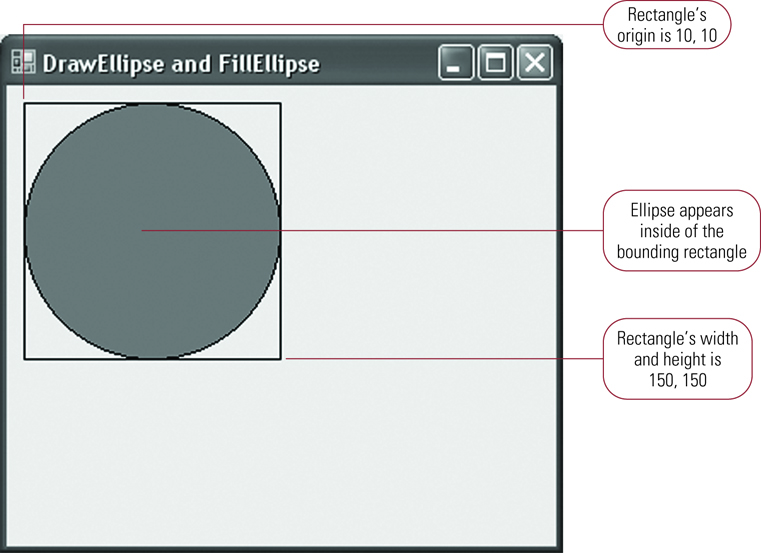 Rectangle's
origin is 10, 10
DrawEllipse and FillEllipse
Ellipse appears
inside of the
bounding rectangle
Rectangle's width
and height is
150, 150